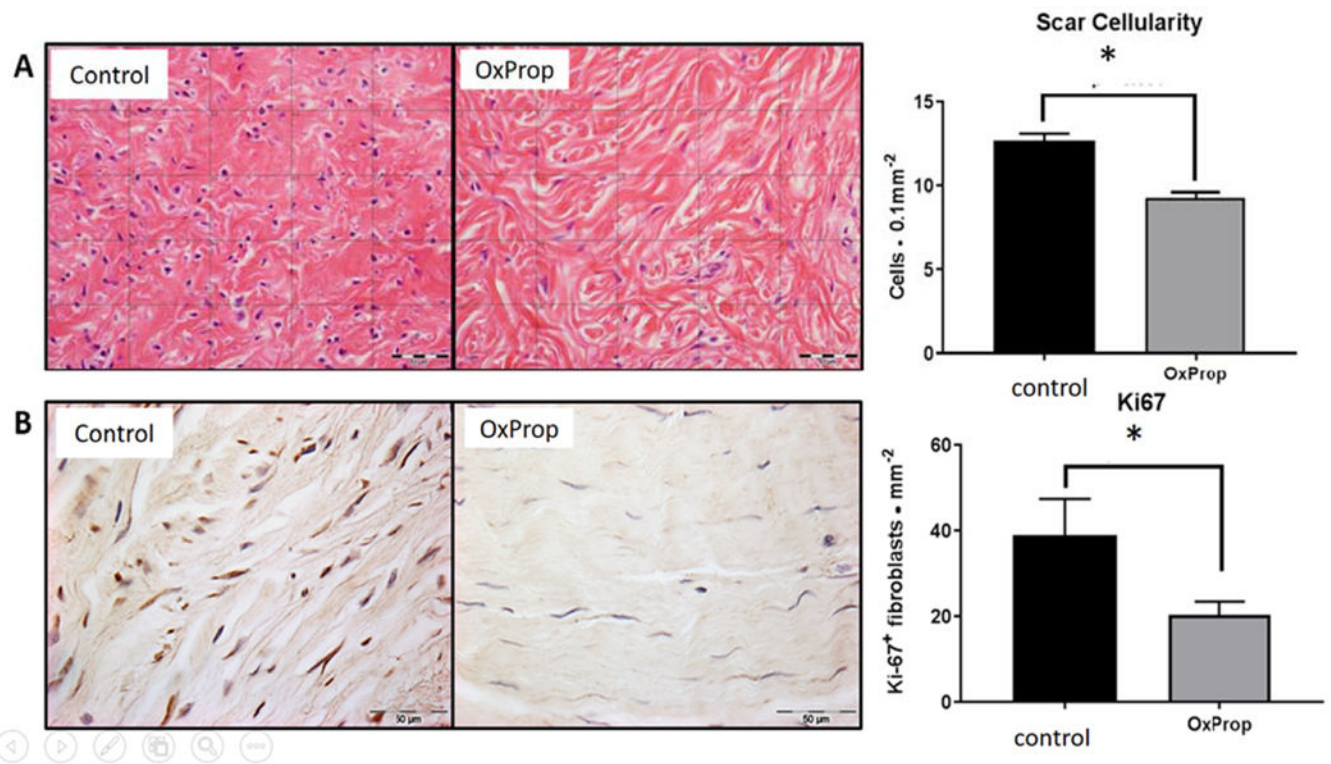 A
Control
OxProp
Scar Cellularity
*
15
10
5
0
Cells • 0.1mm⁻²
control
OxProp
B
Control
OxProp
50 µm
50 µm
Ki67
*
60
40
20
0
Ki-67⁺ fibroblasts • mm⁻²
control
OxProp